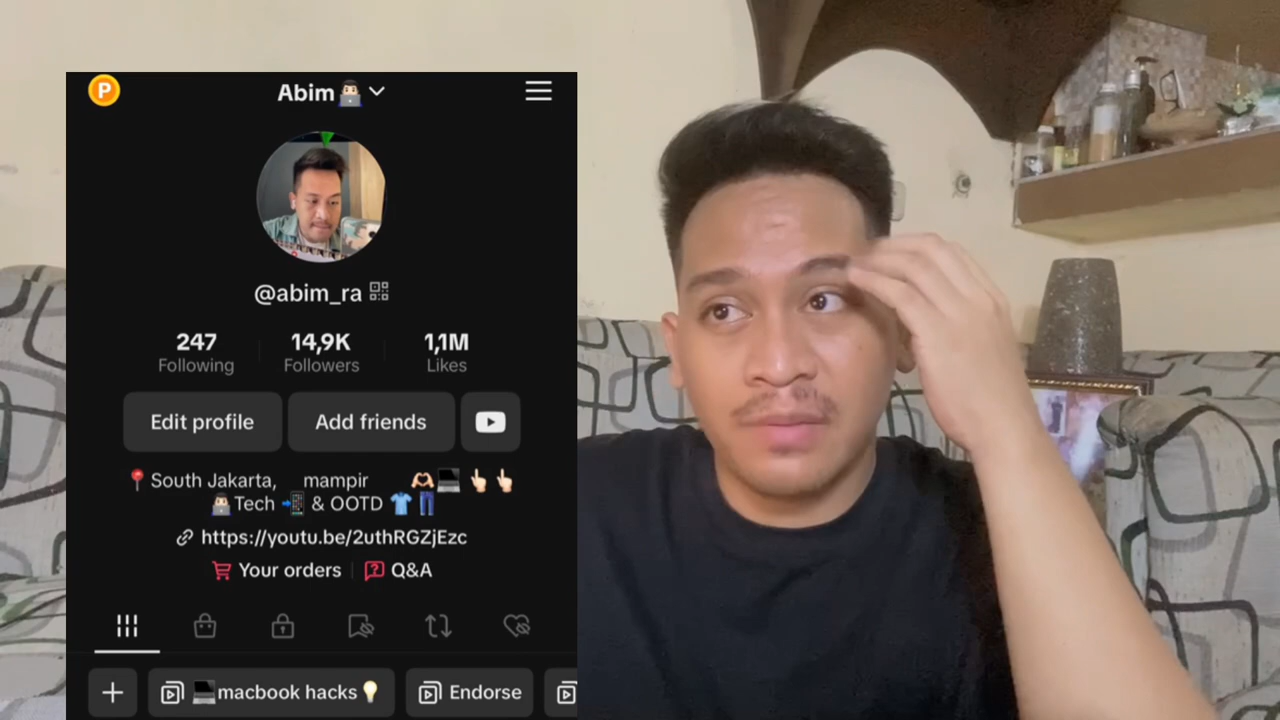 P
Abim
@abim_ra
247 14,9K 1,1M
Following Followers Likes
Edit profile Add friends
📍South Jakarta, mampir 🫶🏻💻👆🏻👆🏻
👨🏻‍💻Tech 📲 & OOTD 👕👖
https://youtu.be/2uthRGZjEzc
Your orders Q&A
💻macbook hacks💡 Endorse